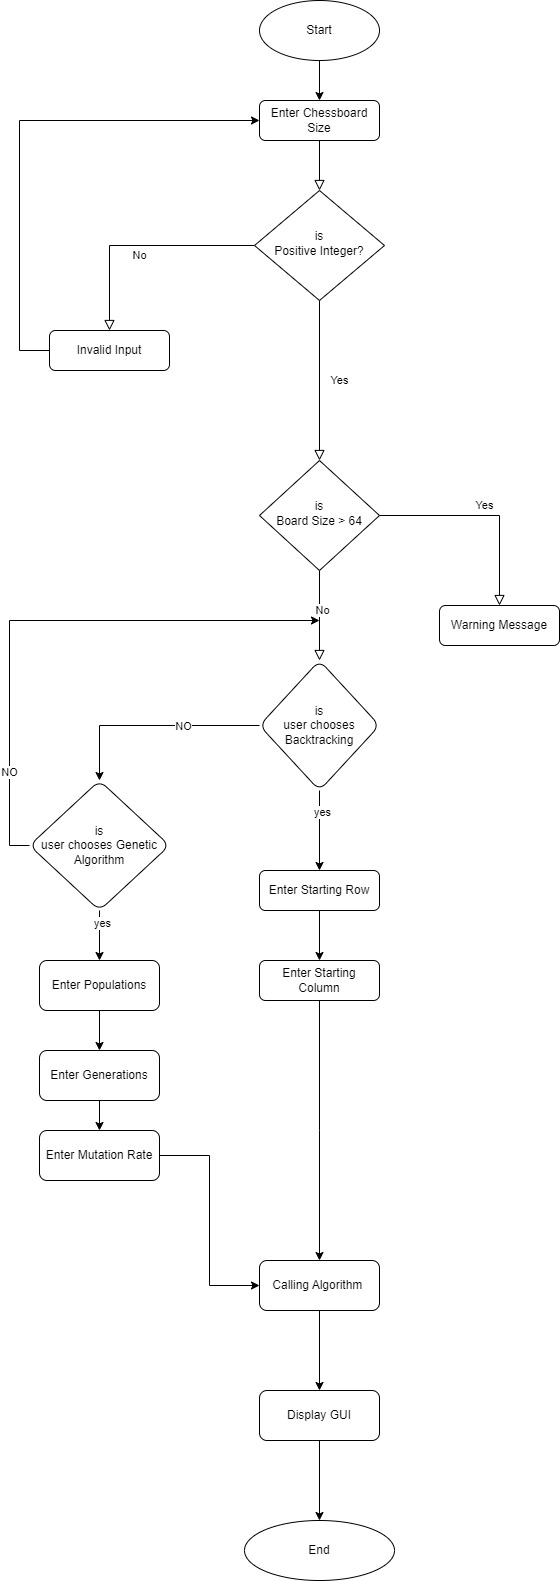 Start
Enter Chessboard
Size
is
Positive Integer?
No
Invalid Input
Yes
is
Board Size > 64
Yes
No
Warning Message
is
user chooses
Backtracking
NO
NO
is
user chooses Genetic
Algorithm
yes
Enter Starting Row
yes
Enter Starting
Column
Enter Populations
Enter Generations
Enter Mutation Rate
Calling Algorithm
Display GUI
End